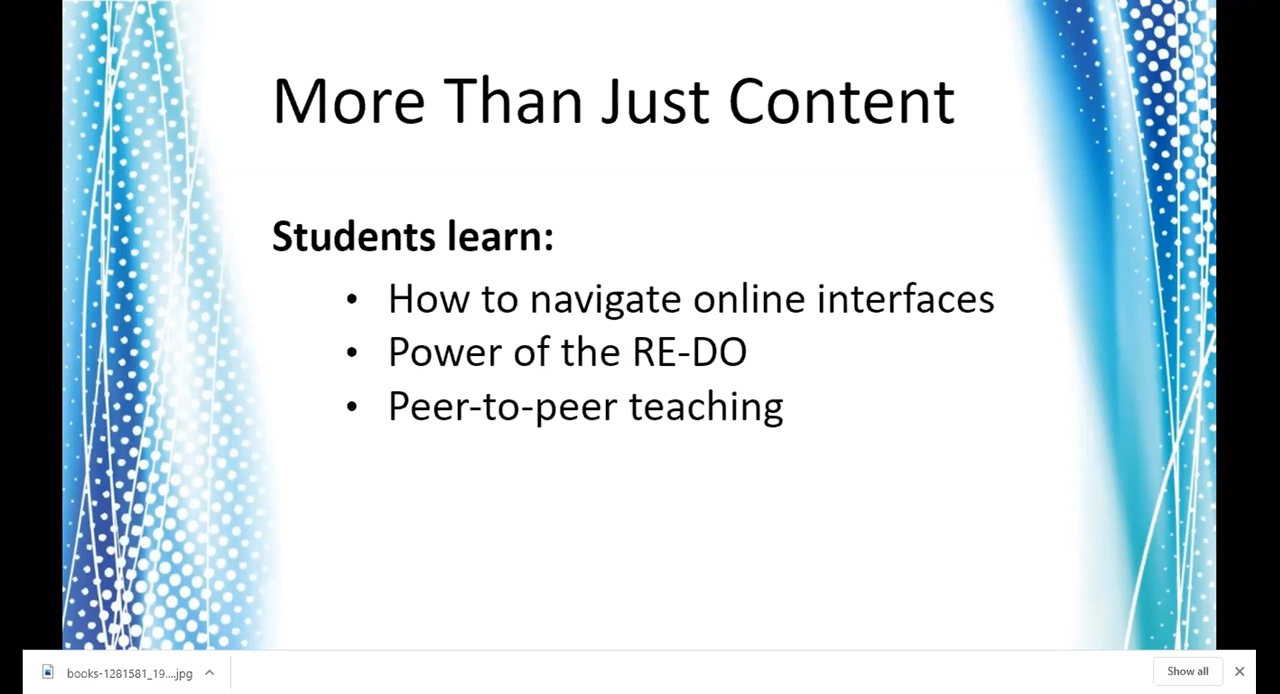 More Than Just Content
Students learn:
• How to navigate online interfaces
• Power of the RE-DO
• Peer-to-peer teaching
books-1281581_19....jpg
Show all